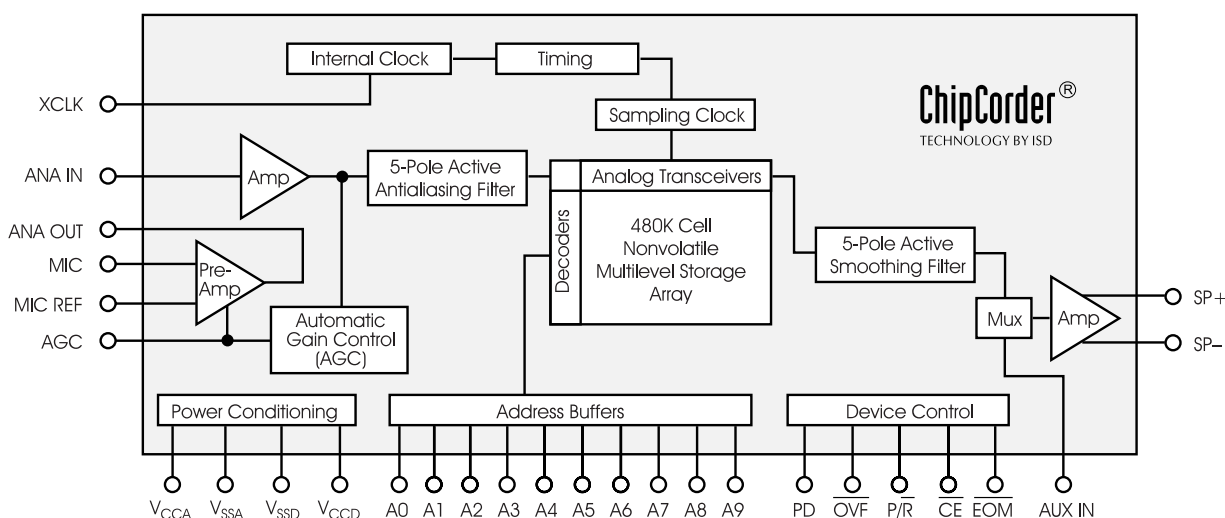 Internal Clock
Timing
XCLK
Sampling Clock
ChipCorder®
TECHNOLOGY BY ISD
ANA IN
Amp
5-Pole Active
Antialiasing Filter
Analog Transceivers
Decoders
480K Cell
Nonvolatile
Multilevel Storage
Array
ANA OUT
MIC
Pre-
Amp
MIC REF
AGC
Automatic
Gain Control
(AGC)
5-Pole Active
Smoothing Filter
Mux
Amp
SP+
SP–
Power Conditioning
Address Buffers
Device Control
VCCA VSSA VSSD VCCD A0 A1 A2 A3 A4 A5 A6 A7 A8 A9 PD OVF P/R CE EOM AUX IN